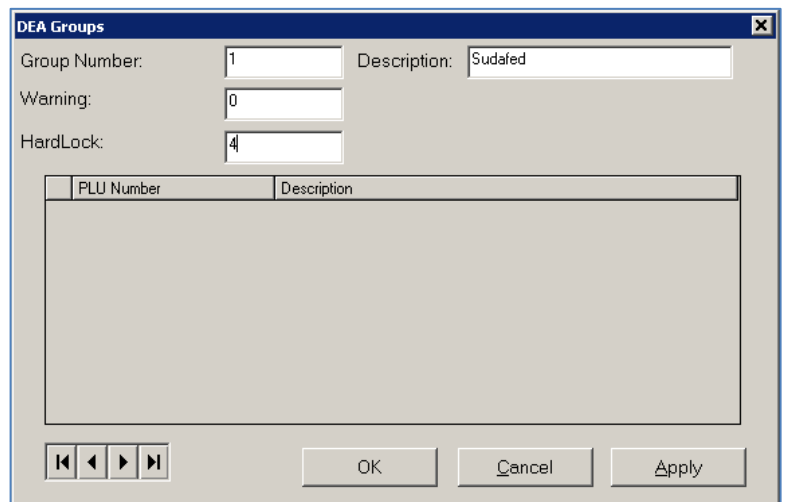 DEA Groups
Group Number: 1 Description: Sudafed
Warning: 0
HardLock: 4
PLU Number Description
OK Cancel Apply